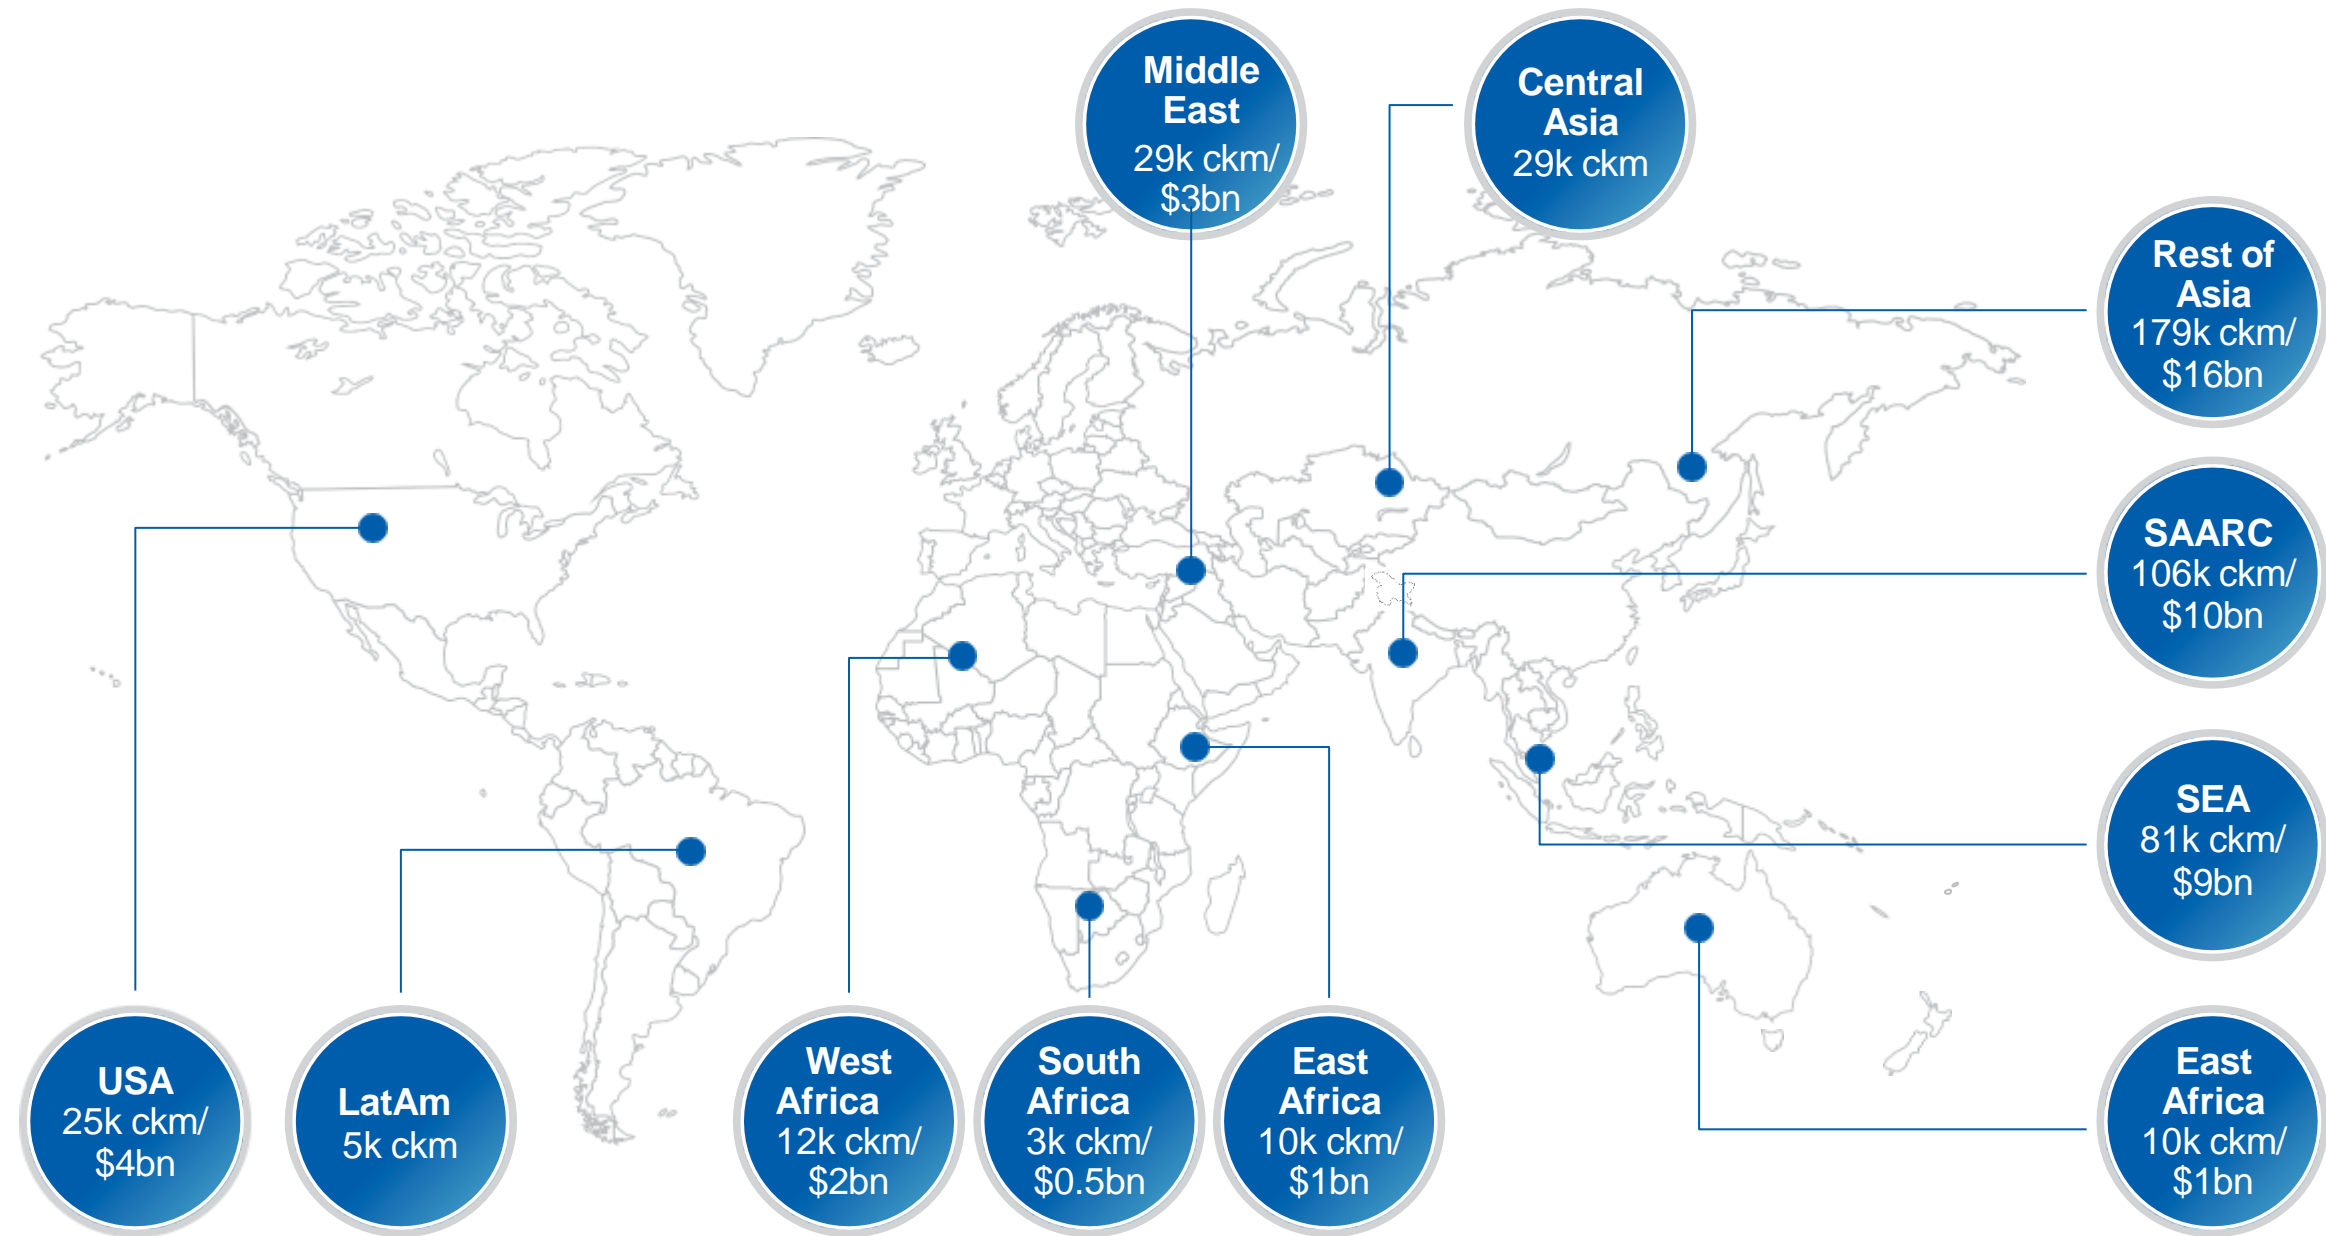 Middle
East
29k ckm/
$3bn
Central
Asia
29k ckm
Rest of
Asia
179k ckm/
$16bn
SAARC
106k ckm/
$10bn
SEA
81k ckm/
$9bn
USA
25k ckm/
$4bn
LatAm
5k ckm
West
Africa
12k ckm/
$2bn
South
Africa
3k ckm/
$0.5bn
East
Africa
10k ckm/
$1bn
East
Africa
10k ckm/
$1bn